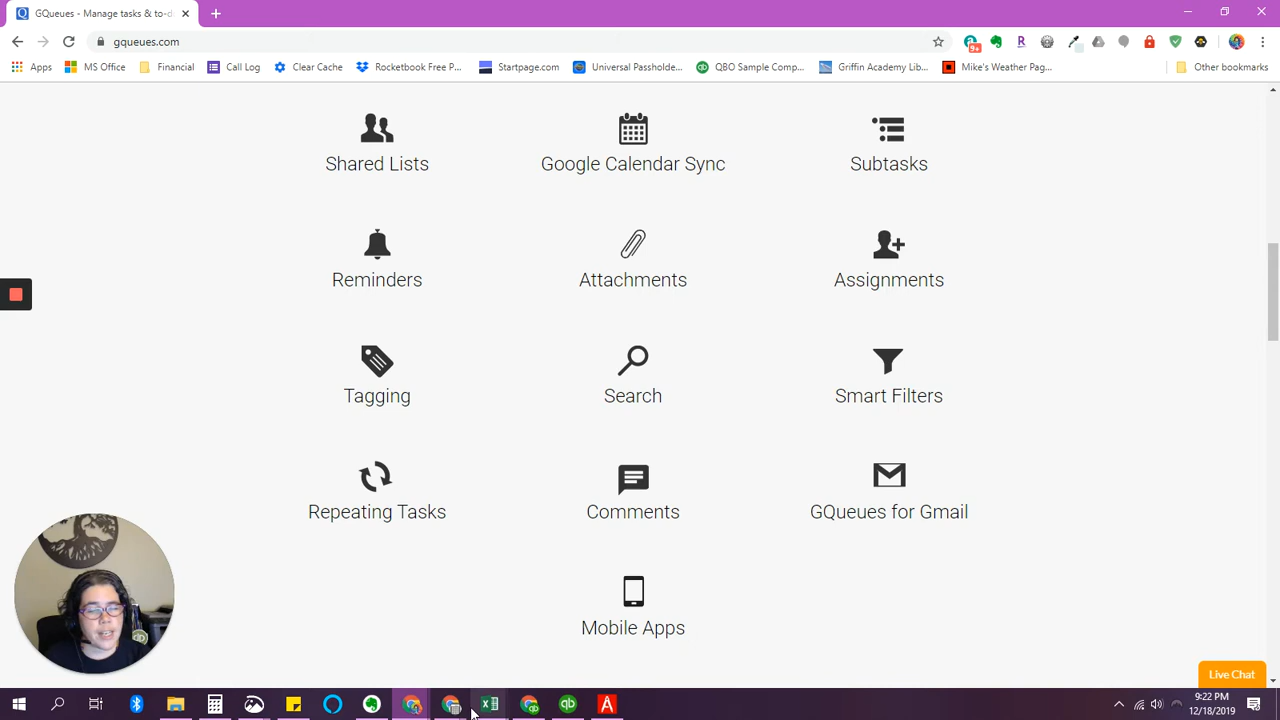 GQueues - Manage tasks & to-d
gqueues.com
9+
R
Apps
MS Office
Financial
Call Log
Clear Cache
Rocketbook Free P...
Startpage.com
Universal Passholde...
QBO Sample Comp...
Griffin Academy Lib...
Mike's Weather Pag...
Other bookmarks
Shared Lists
Google Calendar Sync
Subtasks
Reminders
Attachments
Assignments
Tagging
Search
Smart Filters
Repeating Tasks
Comments
GQueues for Gmail
Mobile Apps
Live Chat
9:22 PM
12/18/2019